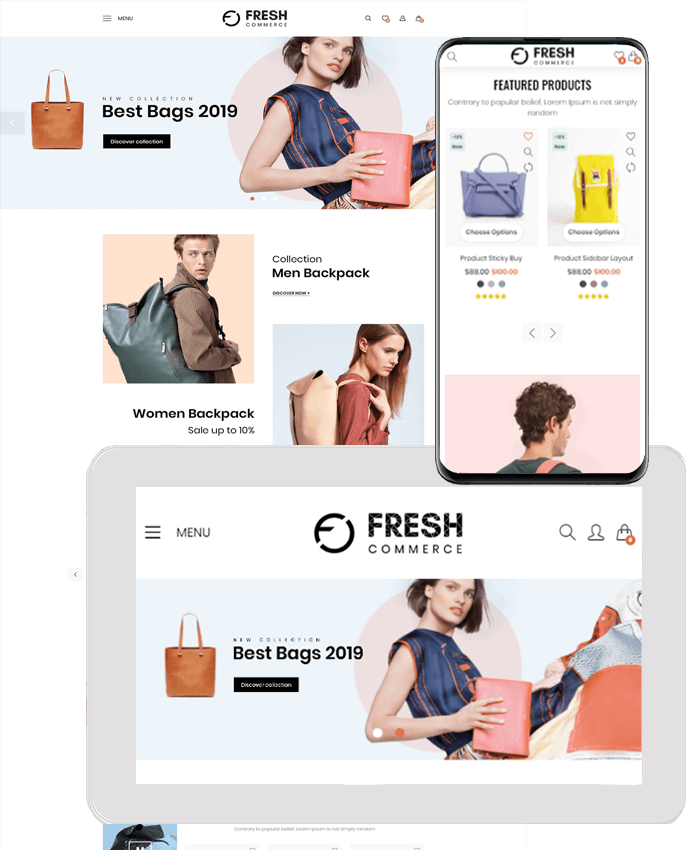 MENU
FRESH
COMMERCE
NEW COLLECTION
Best Bags 2019
Discover collection
Collection
Men Backpack
DISCOVER NOW +
Women Backpack
Sale up to 10%
FRESH
COMMERCE
FEATURED PRODUCTS
Contrary to popular belief, Lorem Ipsum is not simply
random
New
New
Choose Options
Choose Options
Product Sticky Buy
Product Sidebar Layout
$88.00 $100.00
$88.00 $100.00
MENU
FRESH
COMMERCE
NEW COLLECTION
Best Bags 2019
Discover collection
Contrary to popular belief, Lorem Ipsum is not simply random